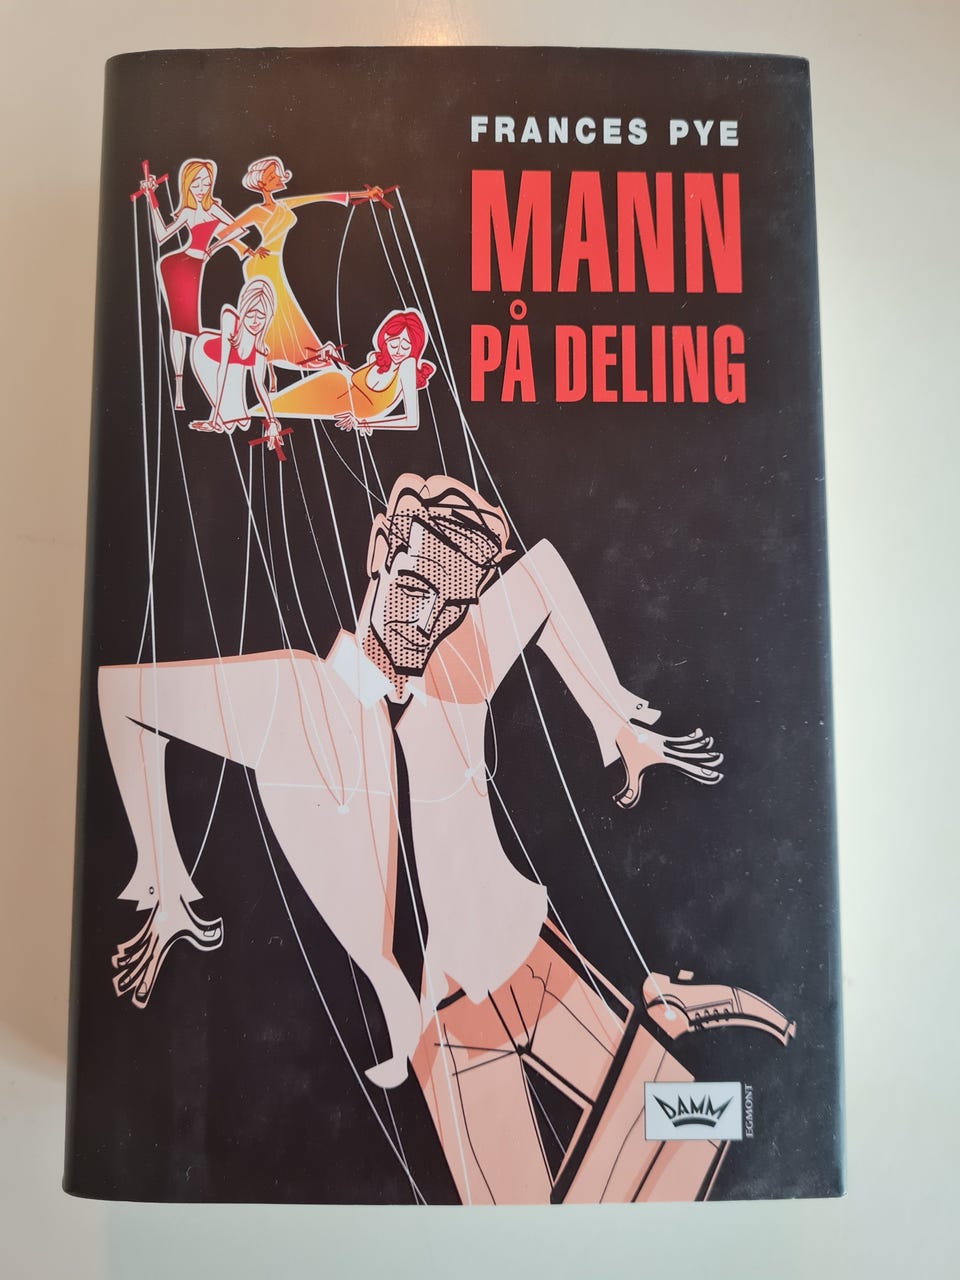 FRANCES PYE
MANN
PÅ DELING
DAMM
EGMONT